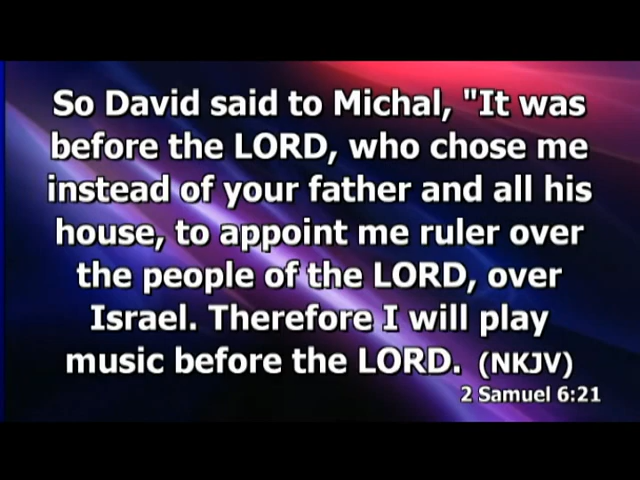 So David said to Michal, "It was
before the LORD, who chose me
instead of your father and all his
house, to appoint me ruler over
the people of the LORD, over
Israel. Therefore I will play
music before the LORD. (NKJV)
2 Samuel 6:21